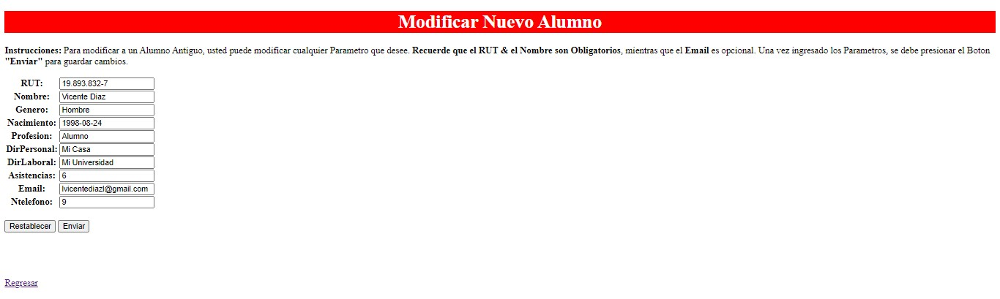 Modificar Nuevo Alumno
Instrucciones: Para modificar a un Alumno Antiguo, usted puede modificar cualquier Parametro que desee. Recuerde que el RUT & el Nombre son Obligatorios, mientras que el Email es opcional. Una vez ingresado los Parametros, se debe presionar el Boton
"Enviar" para guardar cambios.
RUT: 19.893.832-7
Nombre: Vicente Diaz
Genero: Hombre
Nacimiento: 1998-08-24
Profesion: Alumno
DirPersonal: Mi Casa
DirLaboral: Mi Universidad
Asistencias: 6
Email: lvicentediazl@gmail.com
Ntelefono: 9
Restablecer Enviar
Regresar